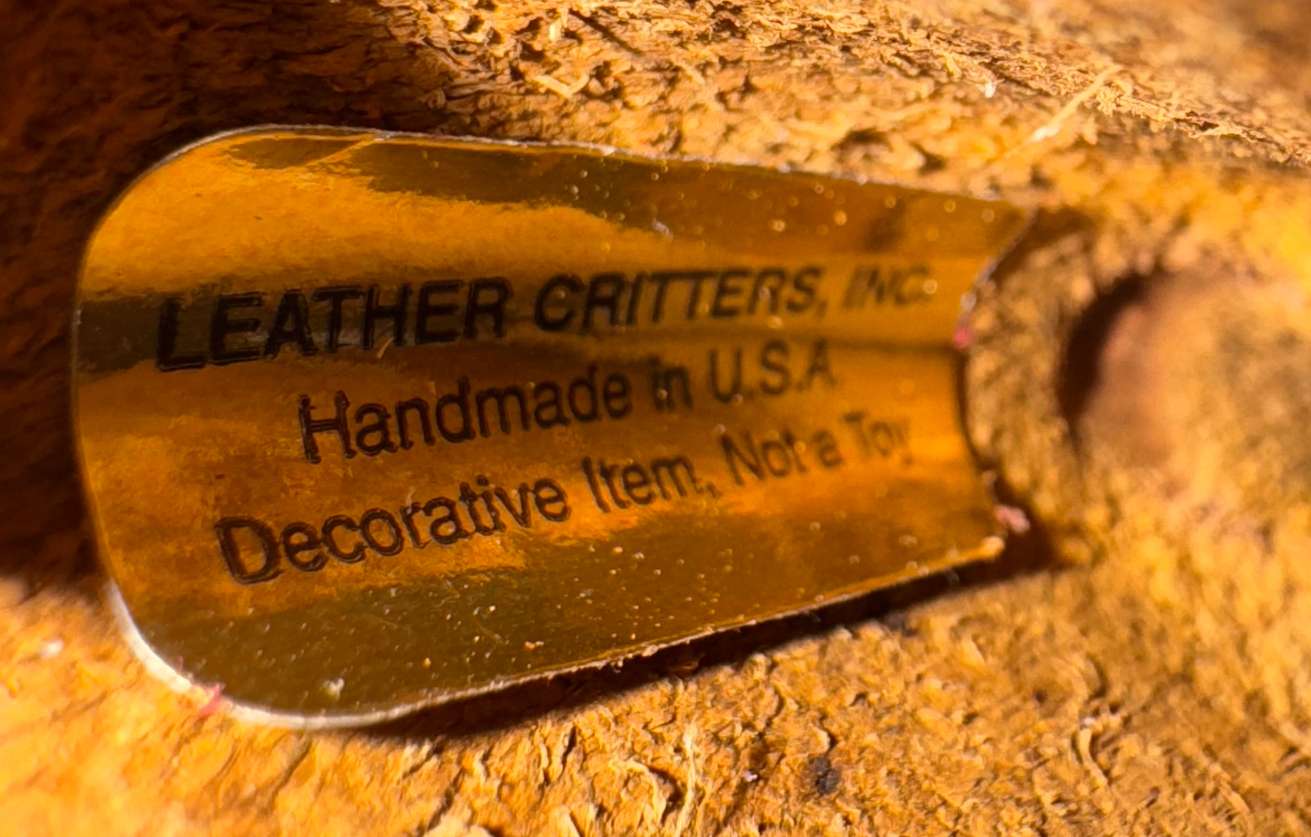 LEATHER CRITTERS, INC.
Handmade in U.S.A.
Decorative Item, Not a Toy